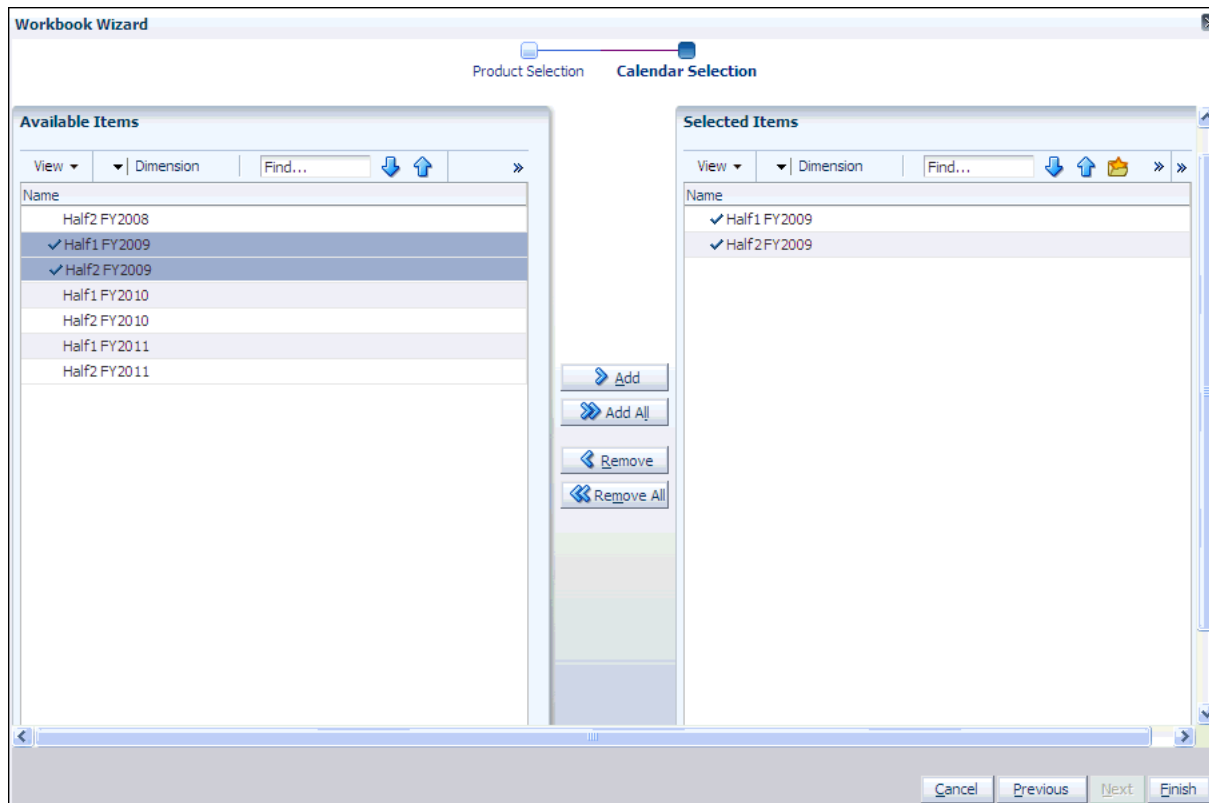 Workbook Wizard
Product Selection
Calendar Selection
Available Items
View
Dimension
Find...
Name
Half2 FY2008
Half1 FY2009
Half2 FY2009
Half1 FY2010
Half2 FY2010
Half1 FY2011
Half2 FY2011
Add
Add All
Remove
Remove All
Selected Items
View
Dimension
Find...
Name
Half1 FY2009
Half2 FY2009
Cancel
Previous
Next
Finish